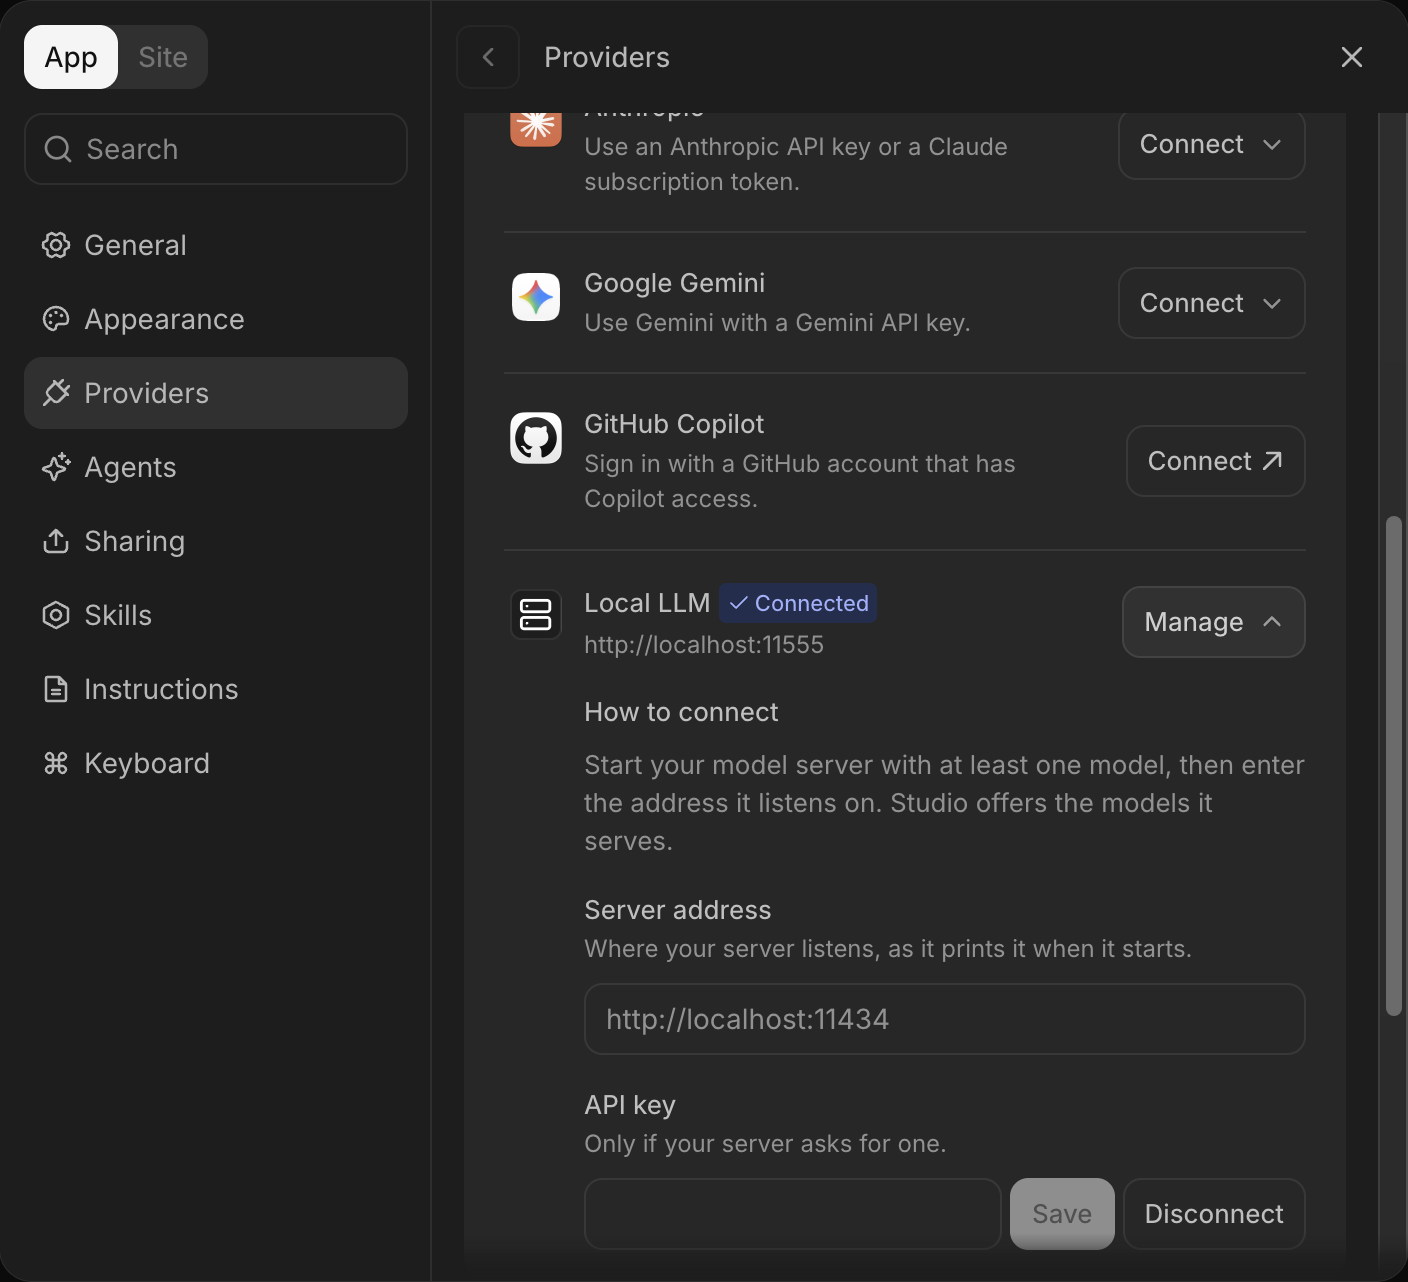 App
Site
Search
General
Appearance
Providers
Agents
Sharing
Skills
Instructions
Keyboard
Providers
Anthropic
Use an Anthropic API key or a Claude
subscription token.
Connect
Google Gemini
Use Gemini with a Gemini API key.
Connect
GitHub Copilot
Sign in with a GitHub account that has
Copilot access.
Connect
Local LLM
Connected
http://localhost:11555
Manage
How to connect
Start your model server with at least one model, then enter
the address it listens on. Studio offers the models it
serves.
Server address
Where your server listens, as it prints it when it starts.
http://localhost:11434
API key
Only if your server asks for one.
Save
Disconnect